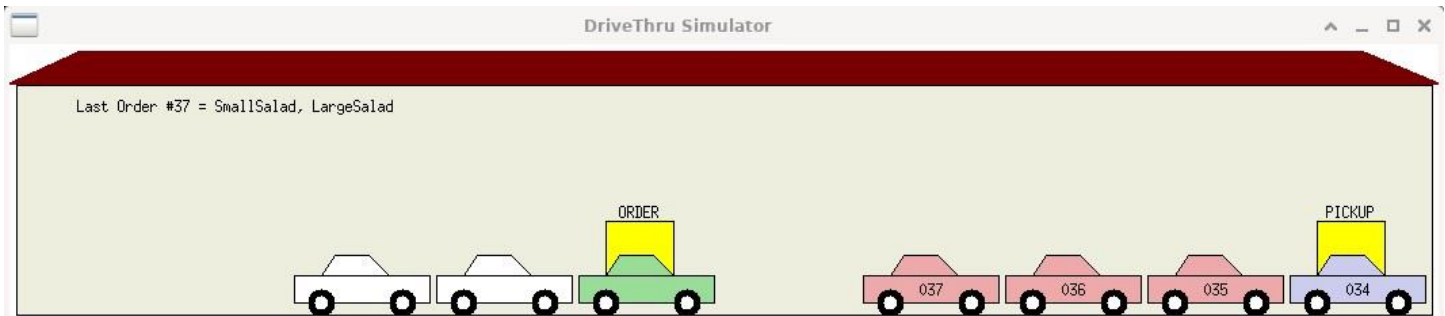 DriveThru Simulator
Last Order #37 = SmallSalad, LargeSalad
ORDER
PICKUP
037 036 035 034